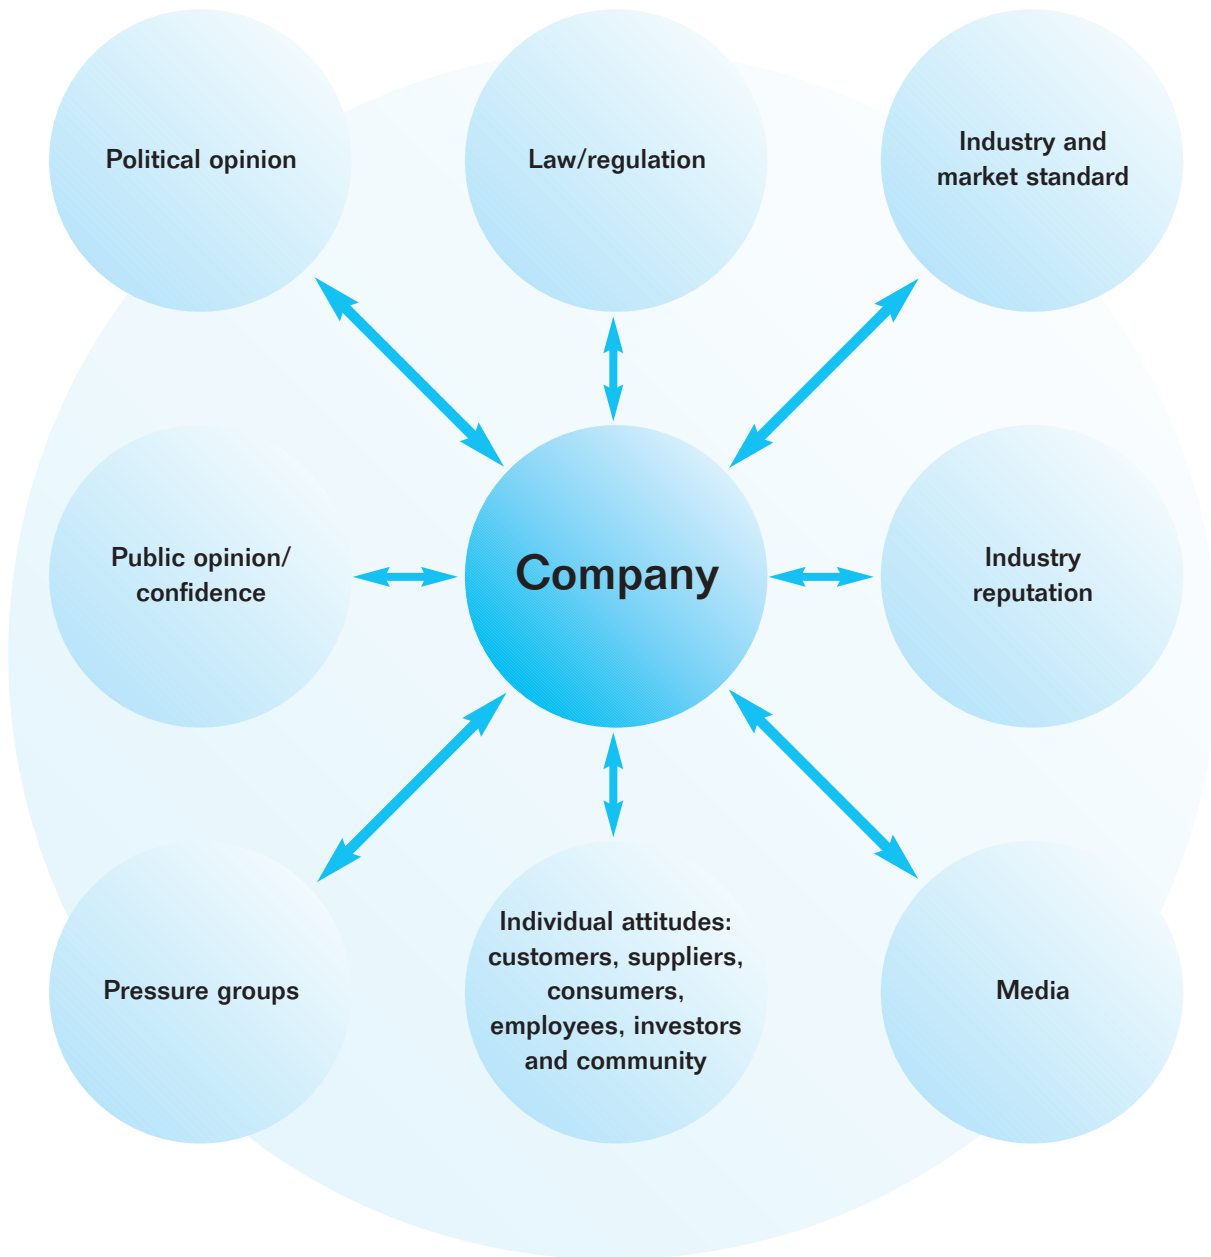 Political opinion
Law/regulation
Industry and
market standard
Public opinion/
confidence
Company
Industry
reputation
Pressure groups
Individual attitudes:
customers, suppliers,
consumers,
employees, investors
and community
Media